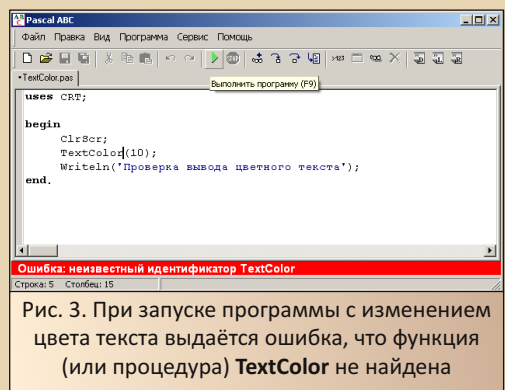 Pascal ABC
Файл Правка Вид Программа Сервис Помощь
•TextColor.pas
Выполнить программу (F9)
uses CRT;
begin
ClrScr;
TextColor(10);
Writeln('Проверка вывода цветного текста');
end.
Ошибка: неизвестный идентификатор TextColor
Строка: 5 Столбец: 15
Рис. 3. При запуске программы с изменением
цвета текста выдаётся ошибка, что функция
(или процедура) TextColor не найдена